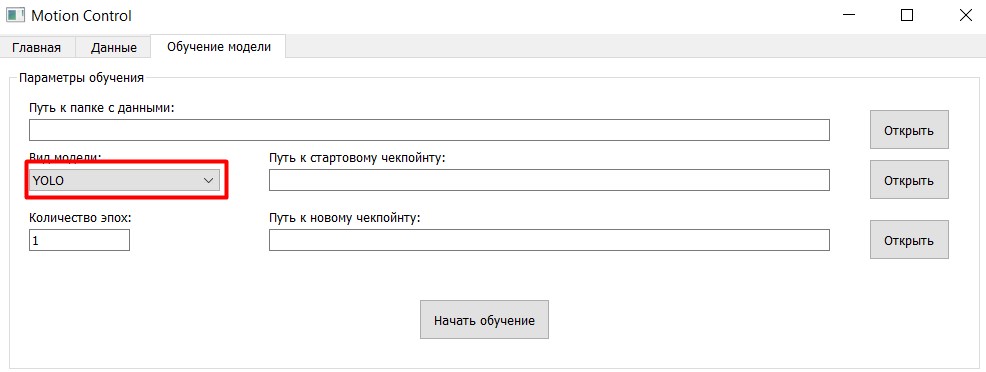 Motion Control
Главная Данные Обучение модели
Параметры обучения
Путь к папке с данными:
Открыть
Вид модели: Путь к стартовому чекпойнту:
YOLO Открыть
Количество эпох: Путь к новому чекпойнту:
1 Открыть
Начать обучение